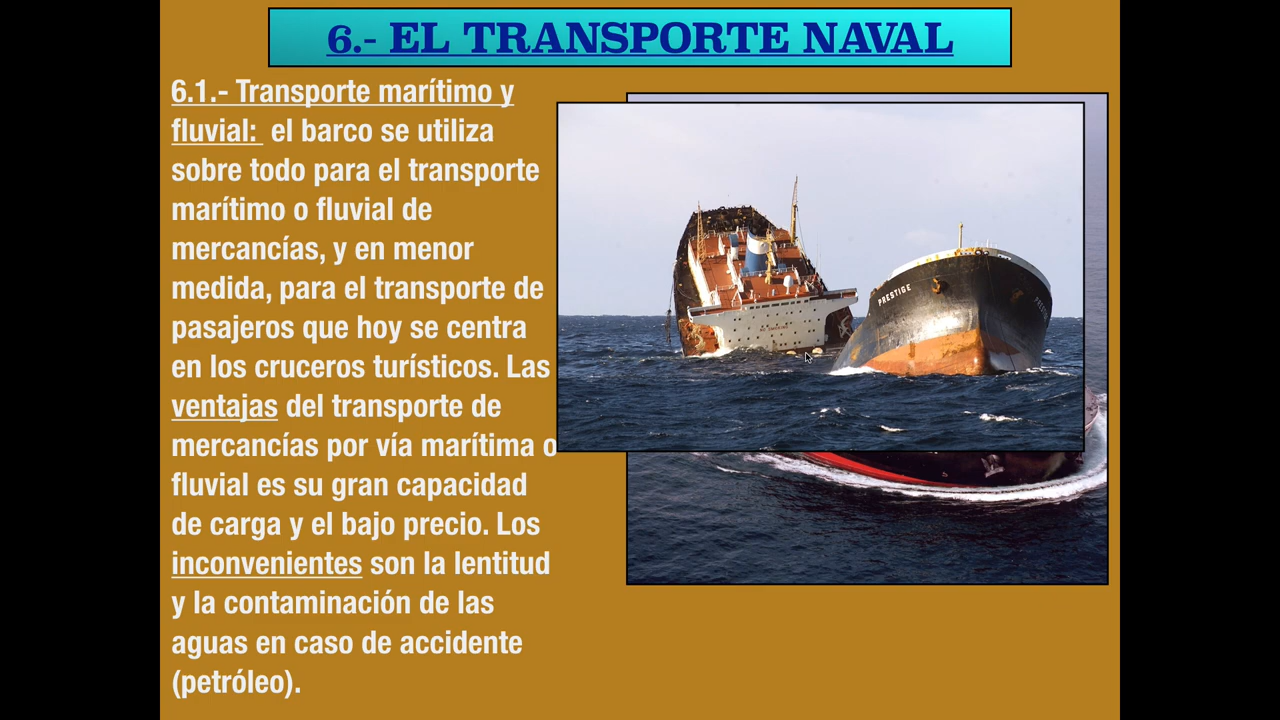 6.- EL TRANSPORTE NAVAL
6.1.- Transporte marítimo y
fluvial: el barco se utiliza
sobre todo para el transporte
marítimo o fluvial de
mercancías, y en menor
medida, para el transporte de
pasajeros que hoy se centra
en los cruceros turísticos. Las
ventajas del transporte de
mercancías por vía marítima o
fluvial es su gran capacidad
de carga y el bajo precio. Los
inconvenientes son la lentitud
y la contaminación de las
aguas en caso de accidente
(petróleo).
PRESTIGE